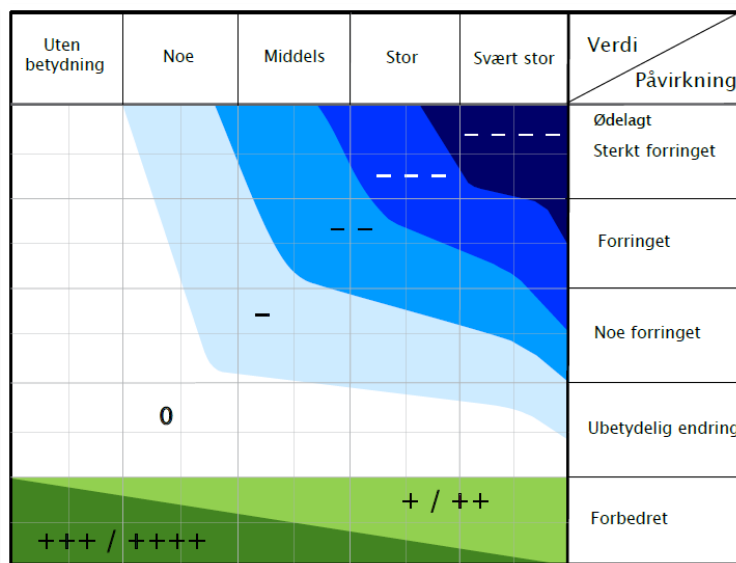 Uten
betydning
Noe
Middels
Stor
Svært stor
Verdi
Påvirkning
– – – –
Ødelagt
Sterkt forringet
– – –
– –
Forringet
–
Noe forringet
0
Ubetydelig endring
+ / ++
+++ / ++++
Forbedret